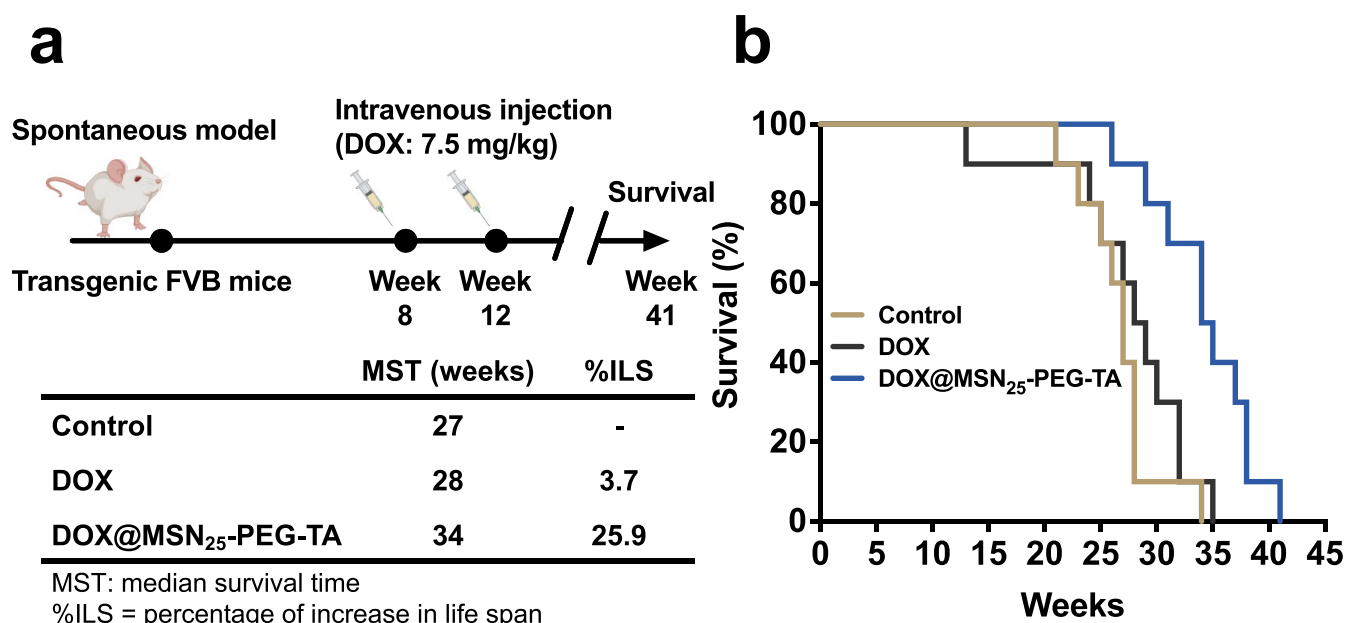 a
Spontaneous model
Intravenous injection
(DOX: 7.5 mg/kg)
Survival
Transgenic FVB mice
Week
8
Week
12
Week
41
MST (weeks) %ILS
Control 27 -
DOX 28 3.7
DOX@MSN₂₅-PEG-TA 34 25.9
MST: median survival time
%ILS = percentage of increase in life span
b
Survival (%)
100
80
60
40
20
0
Control
DOX
DOX@MSN₂₅-PEG-TA
0 5 10 15 20 25 30 35 40 45
Weeks